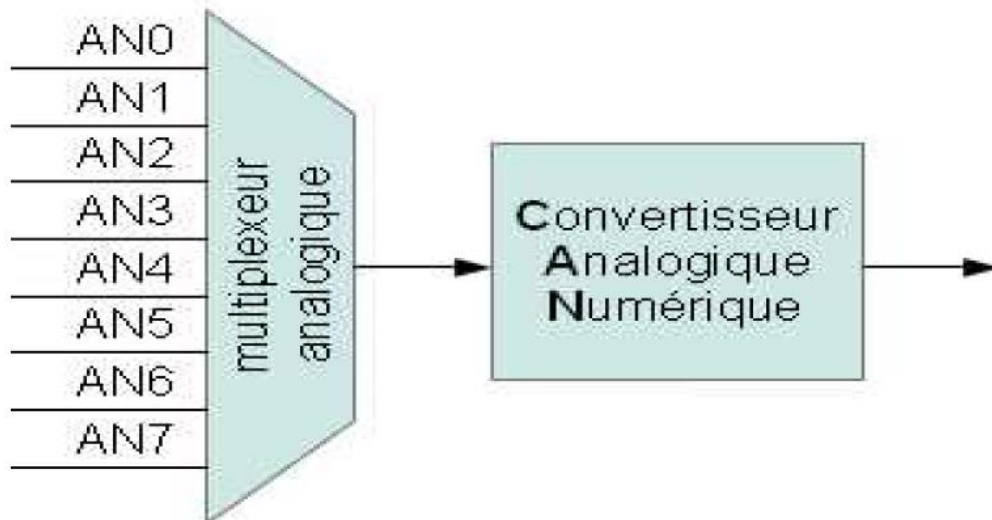 AN0
AN1
AN2
AN3
AN4
AN5
AN6
AN7
multiplexeur
analogique
Convertisseur
Analogique
Numérique